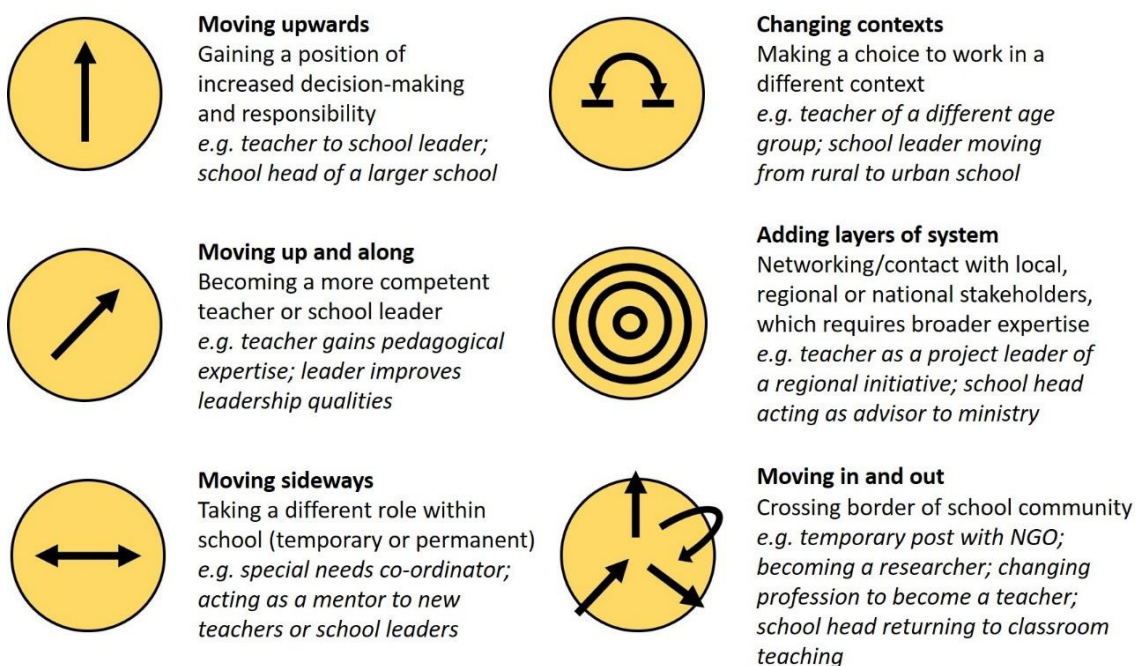 Moving upwards
Gaining a position of
increased decision-making
and responsibility
e.g. teacher to school leader;
school head of a larger school
Moving up and along
Becoming a more competent
teacher or school leader
e.g. teacher gains pedagogical
expertise; leader improves
leadership qualities
Moving sideways
Taking a different role within
school (temporary or permanent)
e.g. special needs co-ordinator;
acting as a mentor to new
teachers or school leaders
Changing contexts
Making a choice to work in a
different context
e.g. teacher of a different age
group; school leader moving
from rural to urban school
Adding layers of system
Networking/contact with local,
regional or national stakeholders,
which requires broader expertise
e.g. teacher as a project leader of
a regional initiative; school head
acting as advisor to ministry
Moving in and out
Crossing border of school community
e.g. temporary post with NGO;
becoming a researcher; changing
profession to become a teacher;
school head returning to classroom
teaching